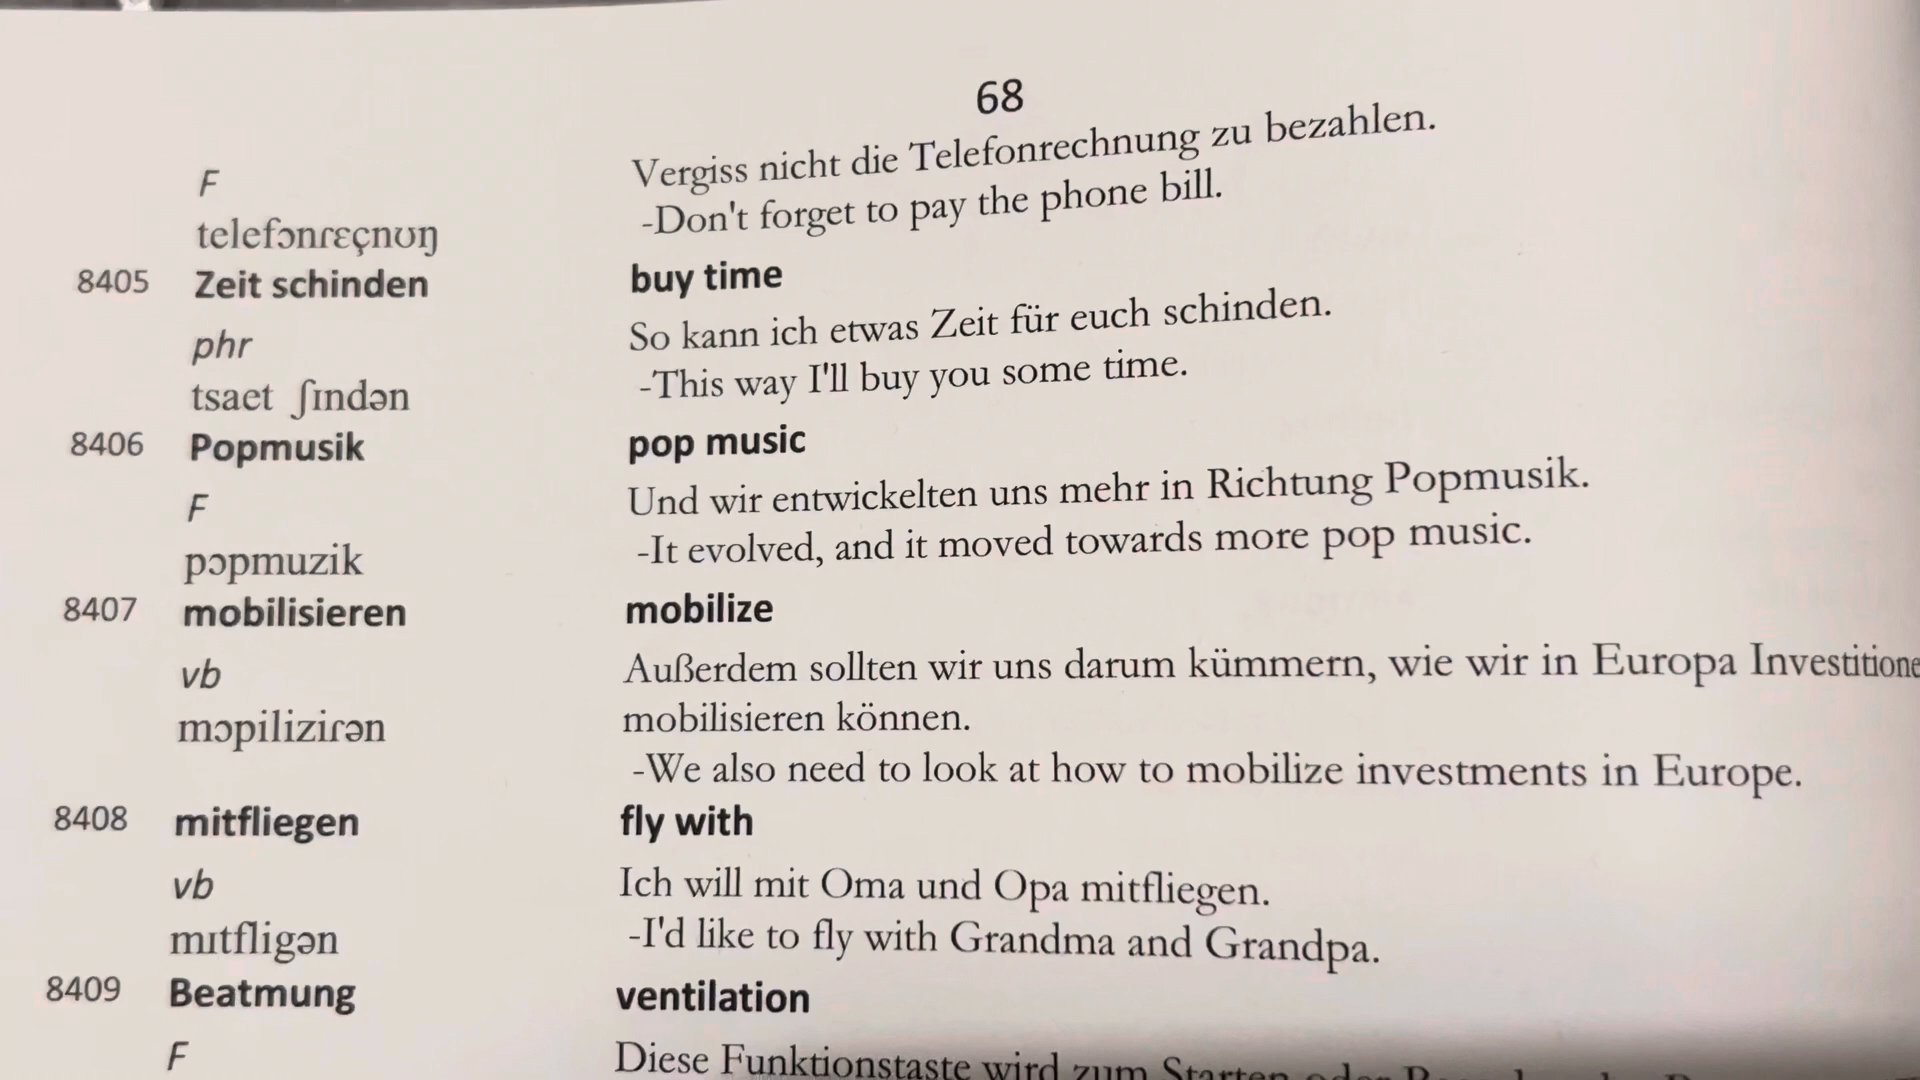 68
F
Vergiss nicht die Telefonrechnung zu bezahlen.
telefɔnrɛçnʊŋ
-Don't forget to pay the phone bill.
8405 Zeit schinden buy time
phr
So kann ich etwas Zeit für euch schinden.
tsaet ʃɪndən
-This way I'll buy you some time.
8406 Popmusik pop music
F
Und wir entwickelten uns mehr in Richtung Popmusik.
pɔpmuzik
-It evolved, and it moved towards more pop music.
8407 mobilisieren mobilize
vb
Außerdem sollten wir uns darum kümmern, wie wir in Europa Investitione
mɔpilizirən
mobilisieren können.
-We also need to look at how to mobilize investments in Europe.
8408 mitfliegen fly with
vb
Ich will mit Oma und Opa mitfliegen.
mɪtfligən
-I'd like to fly with Grandma and Grandpa.
8409 Beatmung ventilation
F
Diese Funktionstaste wird zum Starten oder